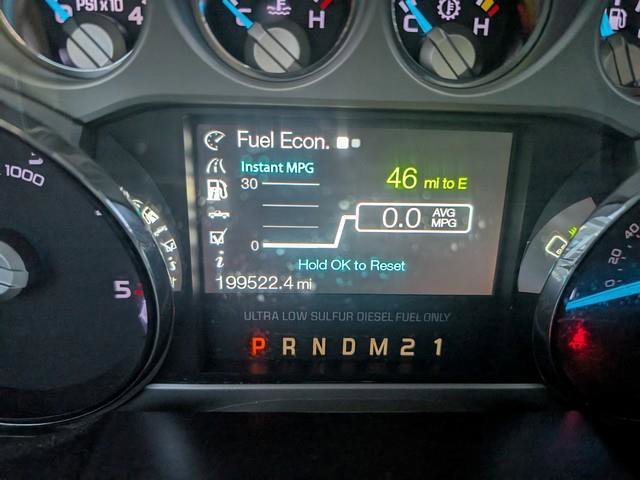 PSI x 10 4
C H
C H
F
x 1000
5
Fuel Econ.
Instant MPG
30
46 mi to E
0.0 AVG MPG
0
Hold OK to Reset
i
199522.4 mi
ULTRA LOW SULFUR DIESEL FUEL ONLY
P R N D M 2 1
40
20
0